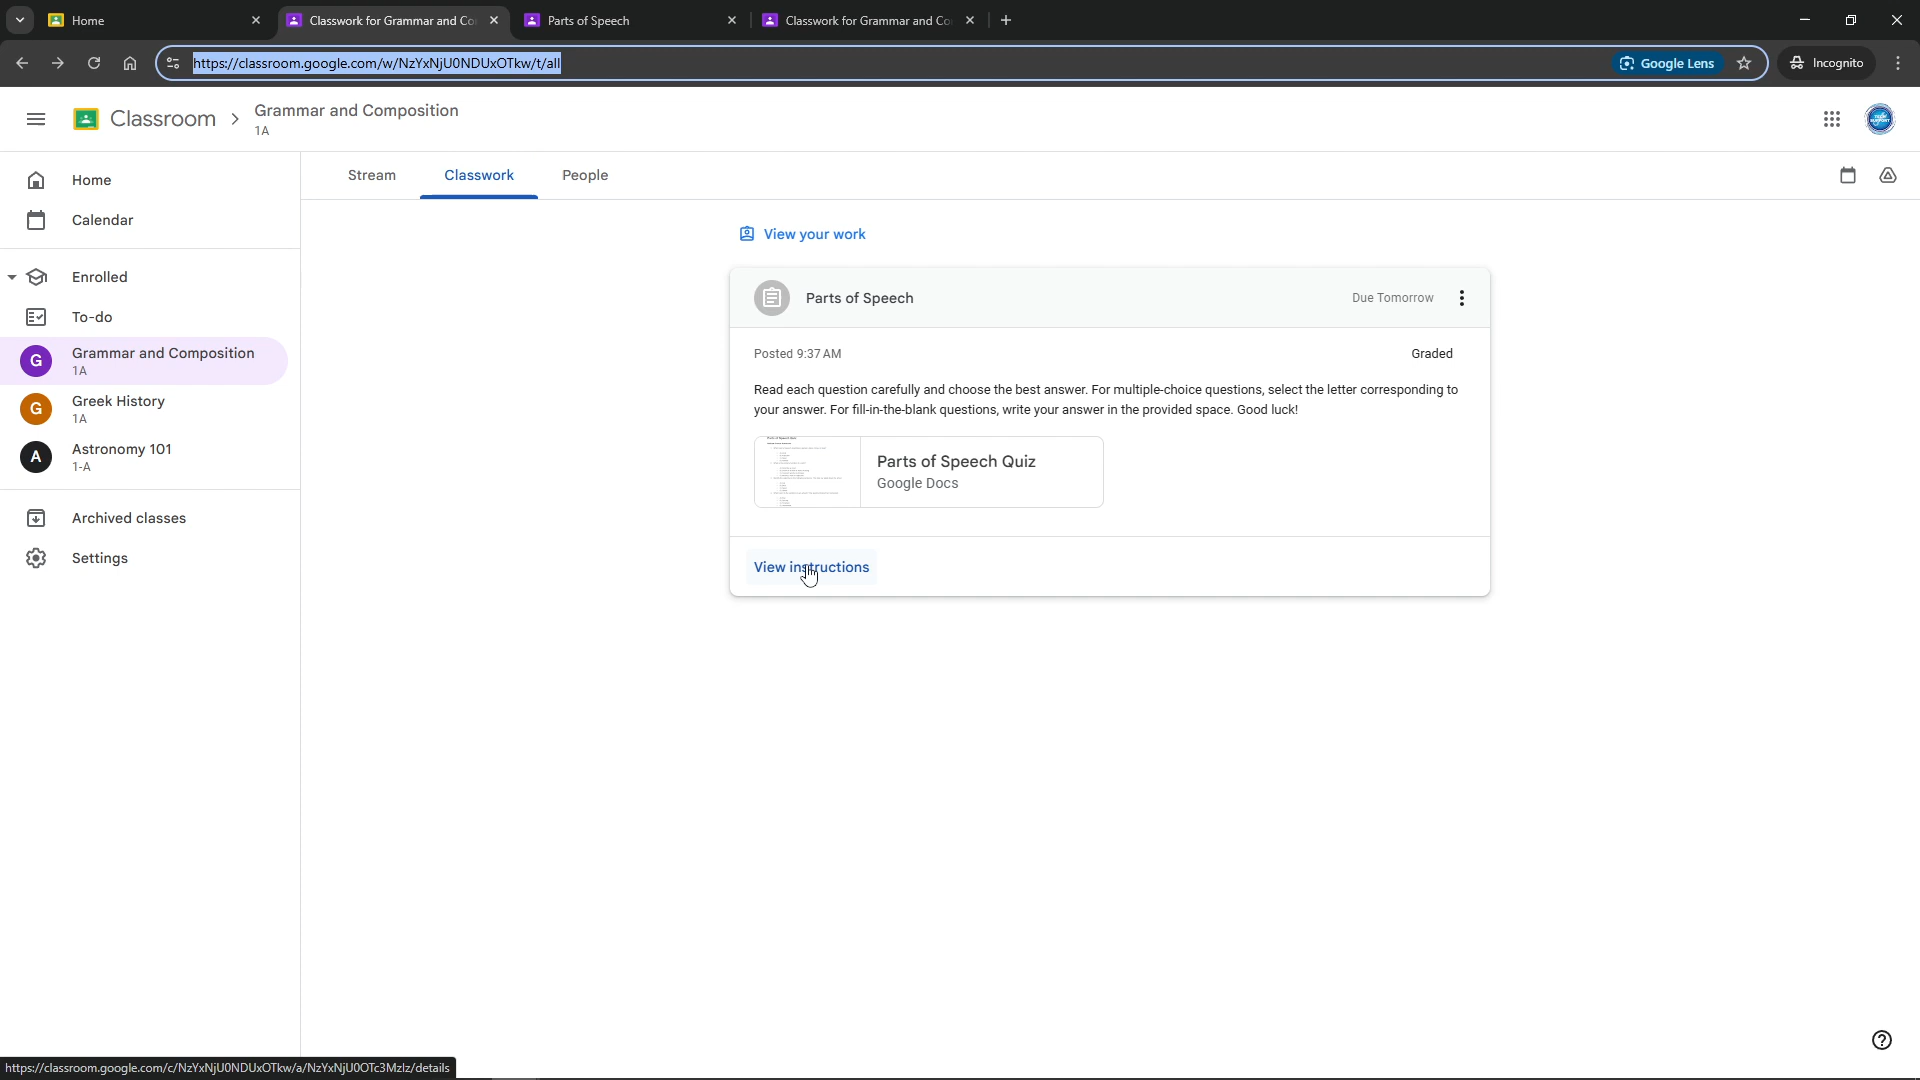 Home
Classwork for Grammar and Co
Parts of Speech
Classwork for Grammar and Co
https://classroom.google.com/w/NzYxNjU0NDUxOTkw/t/all
Google Lens
Incognito
Classroom
Grammar and Composition
1A
Stream
Classwork
People
Home
Calendar
Enrolled
To-do
G
Grammar and Composition
1A
G
Greek History
1A
A
Astronomy 101
1-A
Archived classes
Settings
View your work
Parts of Speech
Due Tomorrow
Posted 9:37 AM
Graded
Read each question carefully and choose the best answer. For multiple-choice questions, select the letter corresponding to
your answer. For fill-in-the-blank questions, write your answer in the provided space. Good luck!
Parts of Speech Quiz
Google Docs
View instructions
https://classroom.google.com/c/NzYxNjU0NDUxOTkw/a/NzYxNjU0OTc3MzIz/details